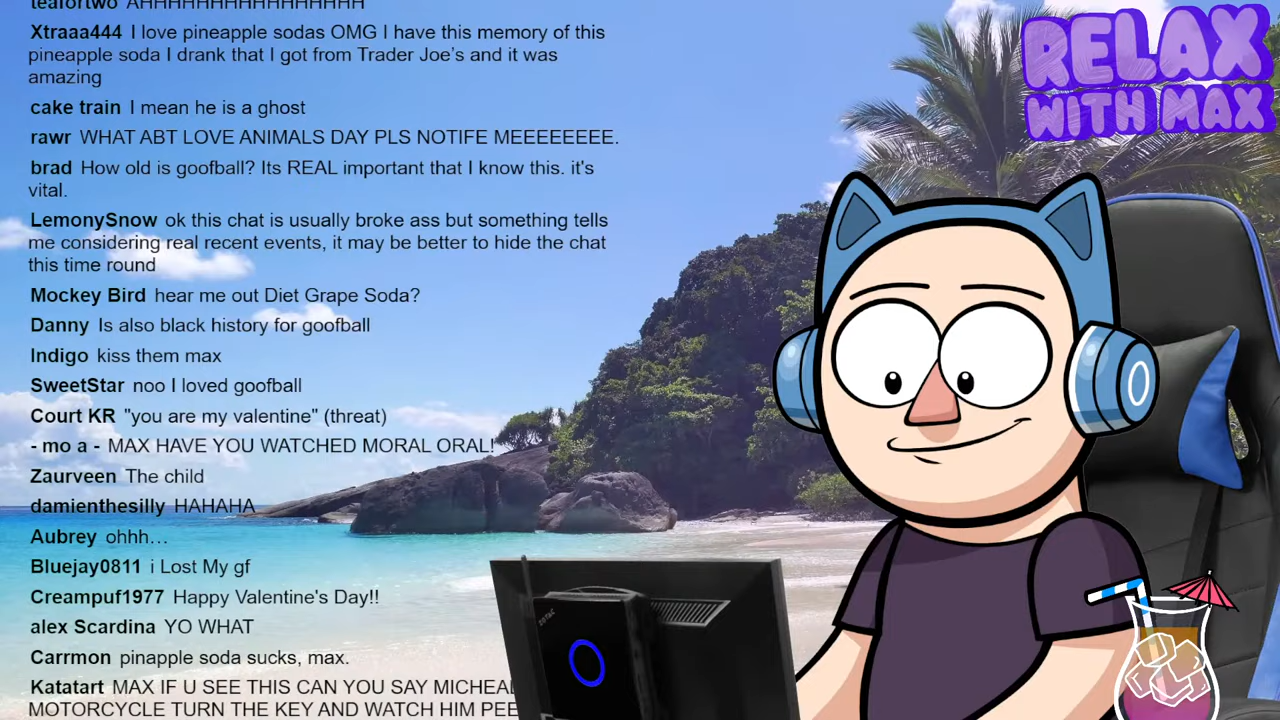 teafortwo AHHHHHHHHHHHHHHHHH
Xtraaa444 I love pineapple sodas OMG I have this memory of this
pineapple soda I drank that I got from Trader Joe's and it was
amazing
cake train I mean he is a ghost
rawr WHAT ABT LOVE ANIMALS DAY PLS NOTIFE MEEEEEEEE.
brad How old is goofball? Its REAL important that I know this. it's
vital.
LemonySnow ok this chat is usually broke ass but something tells
me considering real recent events, it may be better to hide the chat
this time round
Mockey Bird hear me out Diet Grape Soda?
Danny Is also black history for goofball
Indigo kiss them max
SweetStar noo I loved goofball
Court KR "you are my valentine" (threat)
- mo a - MAX HAVE YOU WATCHED MORAL ORAL!
Zaurveen The child
damienthesilly HAHAHA
Aubrey ohhh…
Bluejay0811 i Lost My gf
Creampuf1977 Happy Valentine's Day!!
alex Scardina YO WHAT
Carrmon pinapple soda sucks, max.
Katatart MAX IF U SEE THIS CAN YOU SAY MICHEAL
MOTORCYCLE TURN THE KEY AND WATCH HIM PEE
RELAX
WITH MAX
ZOTAC